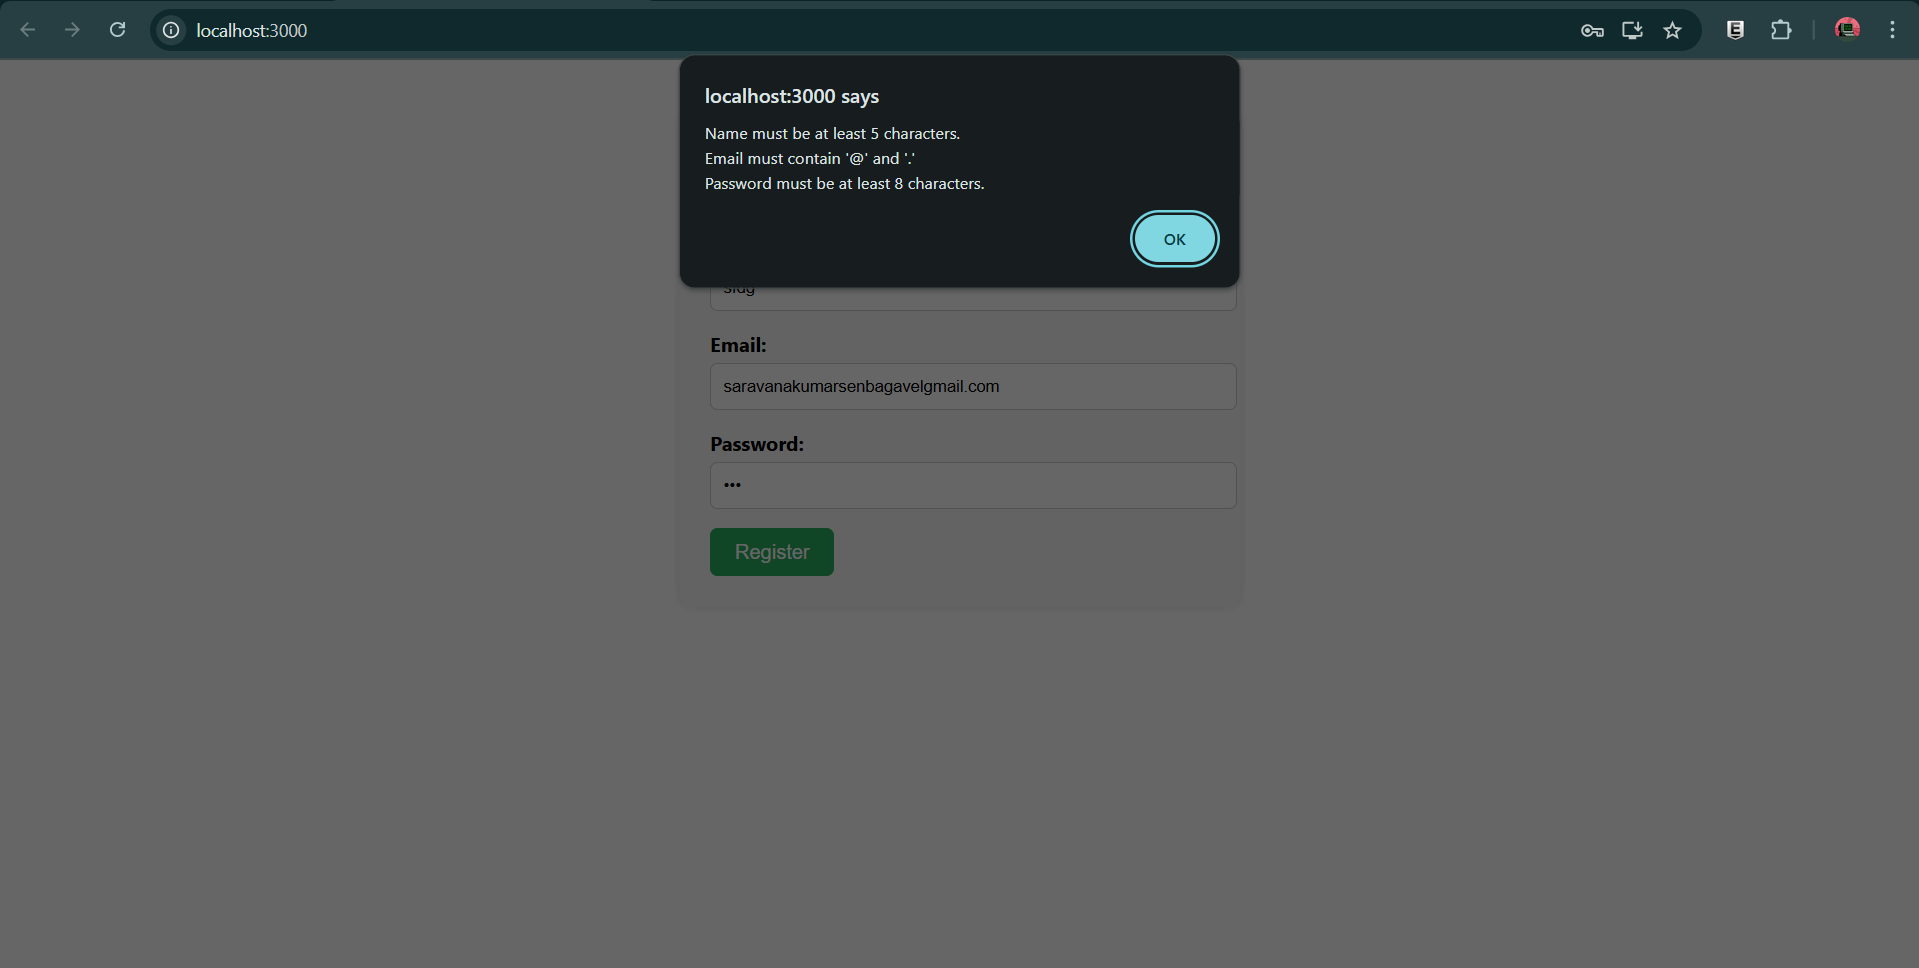 localhost:3000
E
localhost:3000 says
Name must be at least 5 characters.
Email must contain '@' and '.'
Password must be at least 8 characters.
OK
Email:
saravanakumarsenbagavelgmail.com
Password:
•••
Register